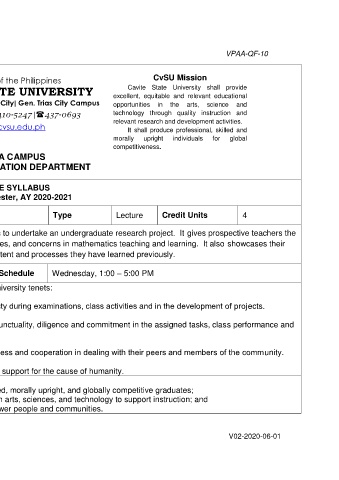 VPAA-QF-10
of the Philippines
TE UNIVERSITY
City| Gen. Trias City Campus
410-5247 |☎437-0693
cvsu.edu.ph
CvSU Mission
Cavite State University shall provide
excellent, equitable and relevant educational
opportunities in the arts, science and
technology through quality instruction and
relevant research and development activities.
It shall produce professional, skilled and
morally upright individuals for global
competitiveness.
A CAMPUS
ATION DEPARTMENT
E SYLLABUS
ester, AY 2020-2021
Type Lecture Credit Units 4
s to undertake an undergraduate research project. It gives prospective teachers the
es, and concerns in mathematics teaching and learning. It also showcases their
tent and processes they have learned previously.
Schedule Wednesday, 1:00 – 5:00 PM
niversity tenets:
ty during examinations, class activities and in the development of projects.
unctuality, diligence and commitment in the assigned tasks, class performance and
ess and cooperation in dealing with their peers and members of the community.
support for the cause of humanity.
ed, morally upright, and globally competitive graduates;
n arts, sciences, and technology to support instruction; and
wer people and communities.
V02-2020-06-01